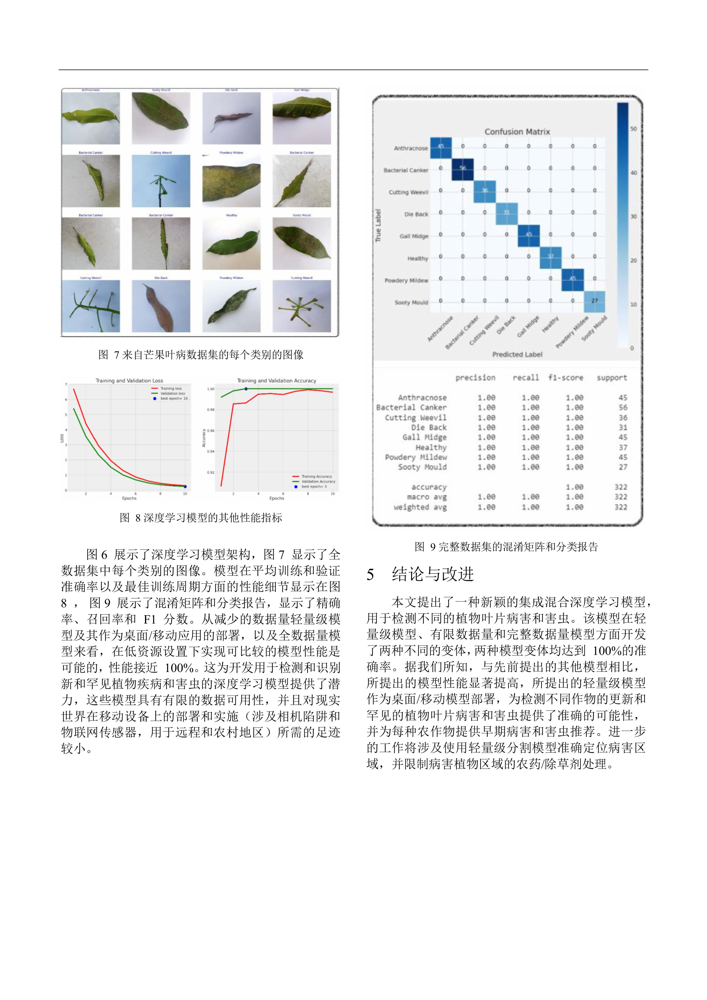 Anthracnose Sooty Mould Die Back Gall Midge
Bacterial Canker Cutting Weevil Powdery Mildew Bacterial Canker
Bacterial Canker Bacterial Canker Healthy Sooty Mould
Cutting Weevil Die Back Powdery Mildew Cutting Weevil
图 7 来自芒果叶病数据集的每个类别的图像
Training and Validation Loss
Training loss
Validation loss
best epoch= 10
7
6
5
4
3
2
1
0
Loss
2 4 6 8 10
Epochs
Training and Validation Accuracy
1.00
0.98
0.96
0.94
0.92
Accuracy
Training Accuracy
Validation Accuracy
best epoch= 3
2 4 6 8 10
Epochs
图 8 深度学习模型的其他性能指标
图 6 展示了深度学习模型架构，图 7 显示了全
数据集中每个类别的图像。模型在平均训练和验证
准确率以及最佳训练周期方面的性能细节显示在图
8 ， 图 9 展示了混淆矩阵和分类报告，显示了精确
率、召回率和 F1 分数。从减少的数据量轻量级模
型及其作为桌面/移动应用的部署，以及全数据量模
型来看，在低资源设置下实现可比较的模型性能是
可能的，性能接近 100%。这为开发用于检测和识别
新和罕见植物疾病和害虫的深度学习模型提供了潜
力，这些模型具有有限的数据可用性，并且对现实
世界在移动设备上的部署和实施（涉及相机陷阱和
物联网传感器，用于远程和农村地区）所需的足迹
较小。
Confusion Matrix
True Label
Anthracnose 45 0 0 0 0 0 0 0
Bacterial Canker 0 56 0 0 0 0 0 0
Cutting Weevil 0 0 36 0 0 0 0 0
Die Back 0 0 0 31 0 0 0 0
Gall Midge 0 0 0 0 45 0 0 0
Healthy 0 0 0 0 0 37 0 0
Powdery Mildew 0 0 0 0 0 0 45 0
Sooty Mould 0 0 0 0 0 0 0 27
Anthracnose Bacterial Canker Cutting Weevil Die Back Gall Midge Healthy Powdery Mildew Sooty Mould
Predicted Label
50
40
30
20
10
0
precision recall f1-score support
Anthracnose 1.00 1.00 1.00 45
Bacterial Canker 1.00 1.00 1.00 56
Cutting Weevil 1.00 1.00 1.00 36
Die Back 1.00 1.00 1.00 31
Gall Midge 1.00 1.00 1.00 45
Healthy 1.00 1.00 1.00 37
Powdery Mildew 1.00 1.00 1.00 45
Sooty Mould 1.00 1.00 1.00 27
accuracy 1.00 322
macro avg 1.00 1.00 1.00 322
weighted avg 1.00 1.00 1.00 322
图 9 完整数据集的混淆矩阵和分类报告
5 结论与改进
本文提出了一种新颖的集成混合深度学习模型，
用于检测不同的植物叶片病害和害虫。该模型在轻
量级模型、有限数据量和完整数据量模型方面开发
了两种不同的变体，两种模型变体均达到 100%的准
确率。据我们所知，与先前提出的其他模型相比，
所提出的模型性能显著提高，所提出的轻量级模型
作为桌面/移动模型部署，为检测不同作物的更新和
罕见的植物叶片病害和害虫提供了准确的可能性，
并为每种农作物提供早期病害和害虫推荐。进一步
的工作将涉及使用轻量级分割模型准确定位病害区
域，并限制病害植物区域的农药/除草剂处理。